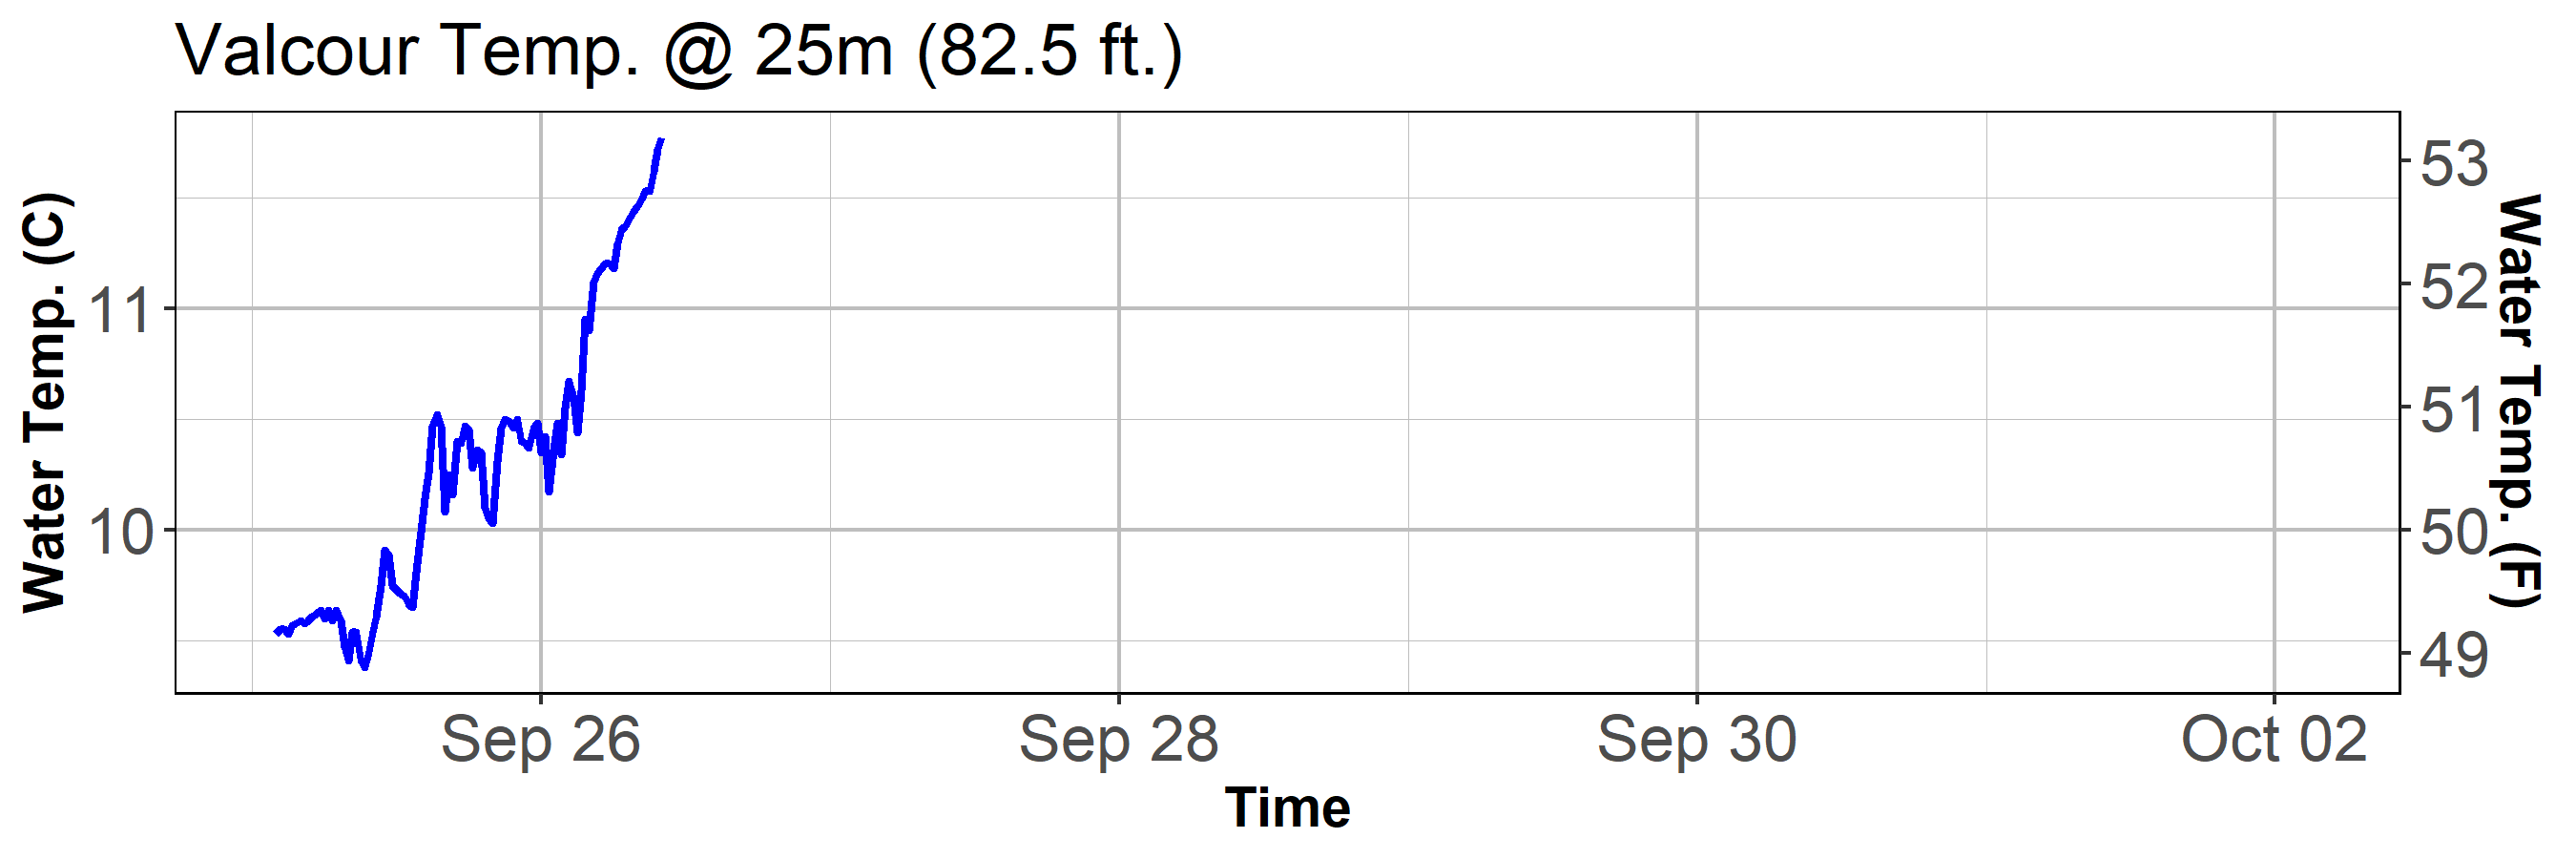 Valcour Temp. @ 25m (82.5 ft.)
Water Temp. (C)
11
10
53
52
51
50
49
Water Temp. (F)
Sep 26
Sep 28
Sep 30
Oct 02
Time